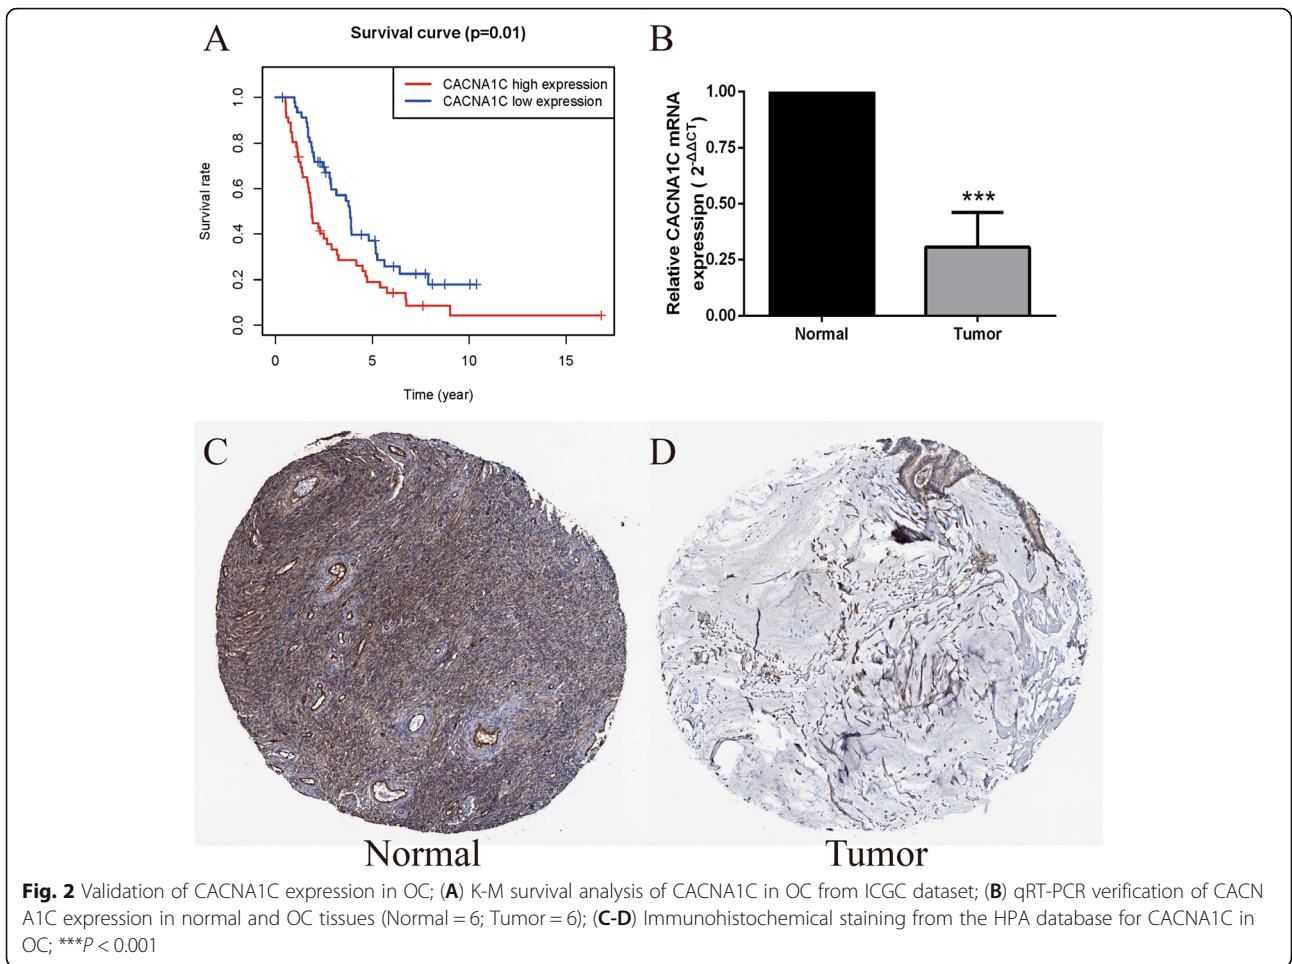 A
Survival curve (p=0.01)
CACNA1C high expression
CACNA1C low expression
Survival rate
1.0
0.8
0.6
0.4
0.2
0.0
0 5 10 15
Time (year)
B
Relative CACNA1C mRNA
expressipn ( 2-ΔΔCT)
1.00
0.75
0.50
0.25
0.00
***
Normal Tumor
C
D
Normal
Tumor
Fig. 2 Validation of CACNA1C expression in OC; (A) K-M survival analysis of CACNA1C in OC from ICGC dataset; (B) qRT-PCR verification of CACN
A1C expression in normal and OC tissues (Normal = 6; Tumor = 6); (C-D) Immunohistochemical staining from the HPA database for CACNA1C in
OC; ***P < 0.001